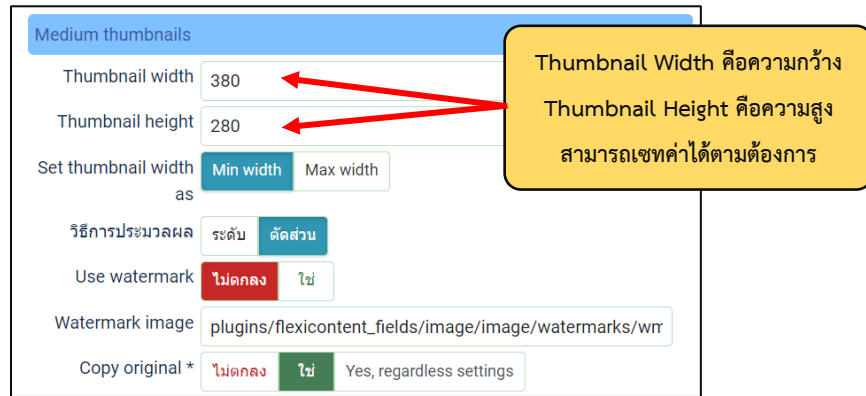 Medium thumbnails
Thumbnail width 380
Thumbnail height 280
Set thumbnail width as Min width Max width
วิธีการประมวลผล ระดับ ตัดส่วน
Use watermark ไม่ตกลง ใช่
Watermark image plugins/flexicontent_fields/image/image/watermarks/wm
Copy original * ไม่ตกลง ใช่ Yes, regardless settings
Thumbnail Width คือความกว้าง
Thumbnail Height คือความสูง
สามารถเซทค่าได้ตามต้องการ